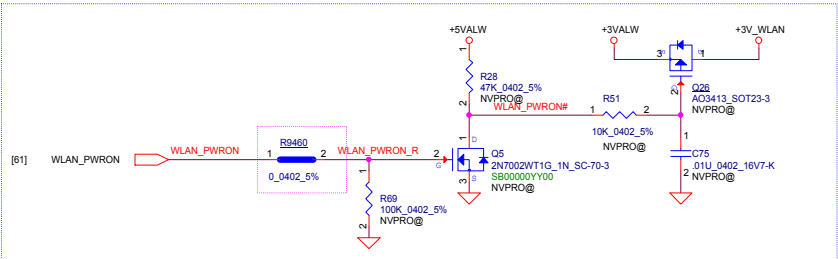 +5VALW
+3VALW
+3V_WLAN
1
R28
47K_0402_5%
NVPRO@
2
WLAN_PWRON#
3
1
2
Q26
AO3413_SOT23-3
NVPRO@
R51
1
2
10K_0402_5%
NVPRO@
[61]
WLAN_PWRON
WLAN_PWRON
R9460
1
2
0_0402_5%
WLAN_PWRON_R
2
G
1
D
S
3
Q5
2N7002WT1G_1N_SC-70-3
SB00000YY00
NVPRO@
1
C75
.01U_0402_16V7-K
2
NVPRO@
1
R69
100K_0402_5%
NVPRO@
2